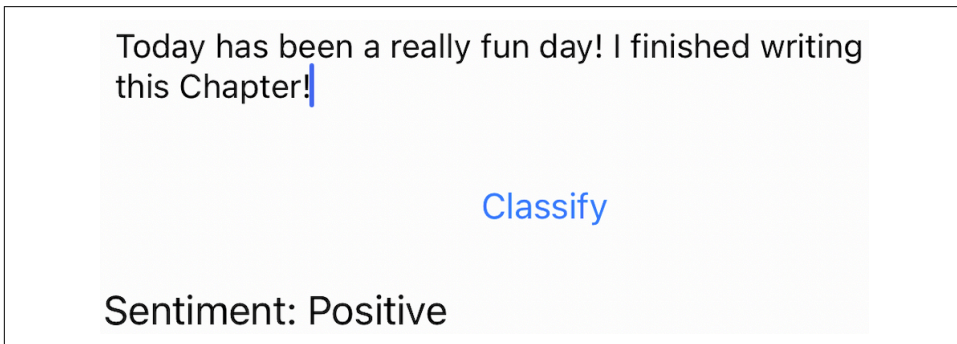 Today has been a really fun day! I finished writing
this Chapter!
Classify
Sentiment: Positive